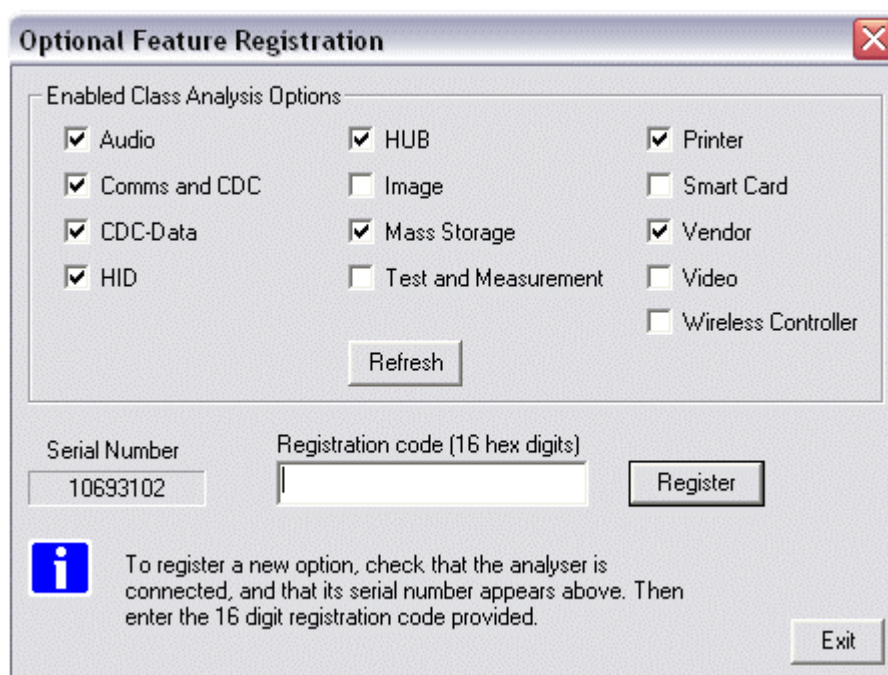 Optional Feature Registration
Enabled Class Analysis Options
Audio
HUB
Printer
Comms and CDC
Image
Smart Card
CDC-Data
Mass Storage
Vendor
HID
Test and Measurement
Video
Wireless Controller
Refresh
Serial Number
Registration code (16 hex digits)
10693102
Register
i
To register a new option, check that the analyser is
connected, and that its serial number appears above. Then
enter the 16 digit registration code provided.
Exit